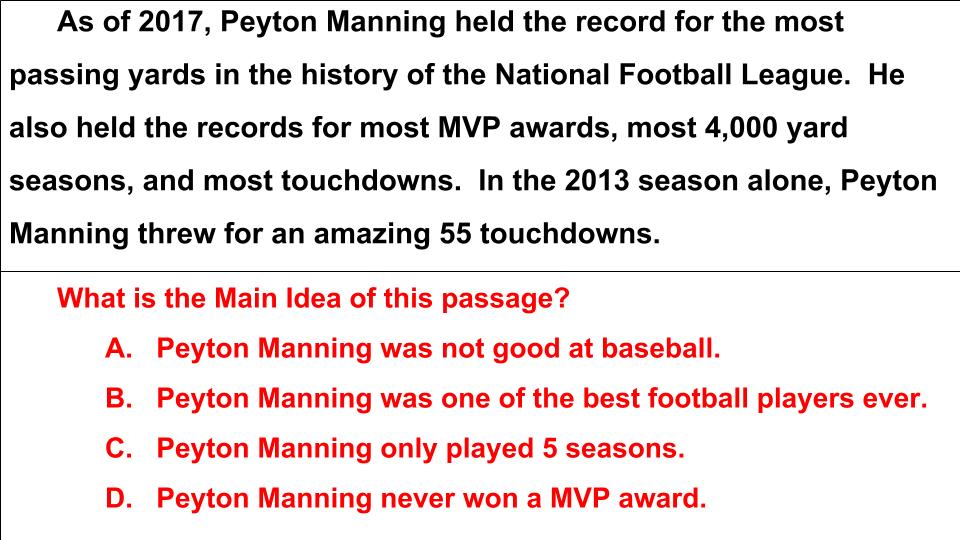 As of 2017, Peyton Manning held the record for the most
passing yards in the history of the National Football League.  He
also held the records for most MVP awards, most 4,000 yard
seasons, and most touchdowns.  In the 2013 season alone, Peyton
Manning threw for an amazing 55 touchdowns.
What is the Main Idea of this passage?
A. Peyton Manning was not good at baseball.
B. Peyton Manning was one of the best football players ever.
C. Peyton Manning only played 5 seasons.
D. Peyton Manning never won a MVP award.